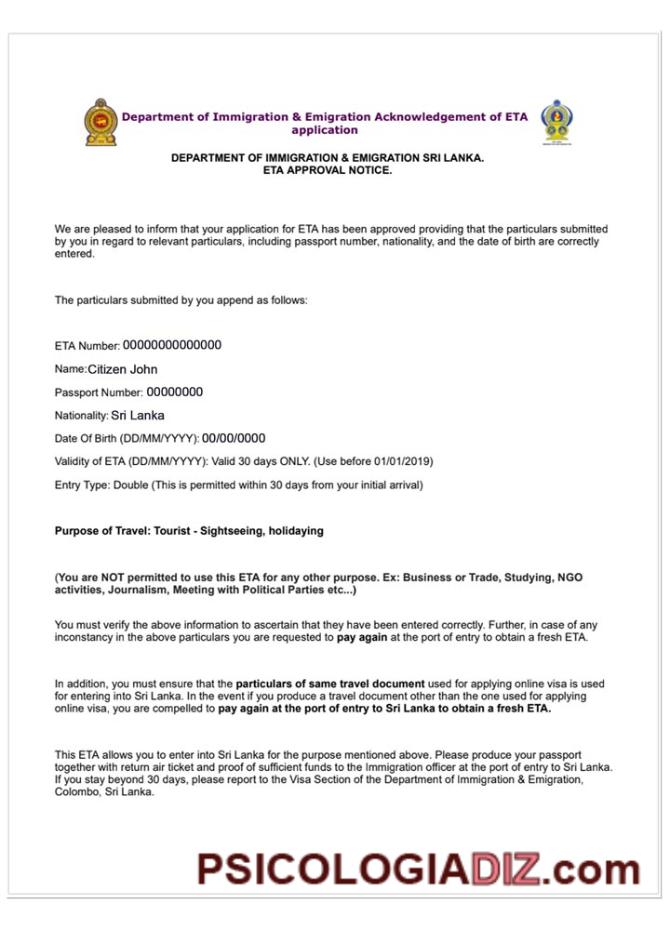 Department of Immigration & Emigration Acknowledgement of ETA
application
DEPARTMENT OF IMMIGRATION & EMIGRATION SRI LANKA.
ETA APPROVAL NOTICE.
We are pleased to inform that your application for ETA has been approved providing that the particulars submitted
by you in regard to relevant particulars, including passport number, nationality, and the date of birth are correctly
entered.
The particulars submitted by you append as follows:
ETA Number: 00000000000000
Name:Citizen John
Passport Number: 00000000
Nationality: Sri Lanka
Date Of Birth (DD/MM/YYYY): 00/00/0000
Validity of ETA (DD/MM/YYYY): Valid 30 days ONLY. (Use before 01/01/2019)
Entry Type: Double (This is permitted within 30 days from your initial arrival)
Purpose of Travel: Tourist - Sightseeing, holidaying
(You are NOT permitted to use this ETA for any other purpose. Ex: Business or Trade, Studying, NGO
activities, Journalism, Meeting with Political Parties etc...)
You must verify the above information to ascertain that they have been entered correctly. Further, in case of any
inconstancy in the above particulars you are requested to pay again at the port of entry to obtain a fresh ETA.
In addition, you must ensure that the particulars of same travel document used for applying online visa is used
for entering into Sri Lanka. In the event if you produce a travel document other than the one used for applying
online visa, you are compelled to pay again at the port of entry to Sri Lanka to obtain a fresh ETA.
This ETA allows you to enter into Sri Lanka for the purpose mentioned above. Please produce your passport
together with return air ticket and proof of sufficient funds to the Immigration officer at the port of entry to Sri Lanka.
If you stay beyond 30 days, please report to the Visa Section of the Department of Immigration & Emigration,
Colombo, Sri Lanka.
PSICOLOGIADIZ.com